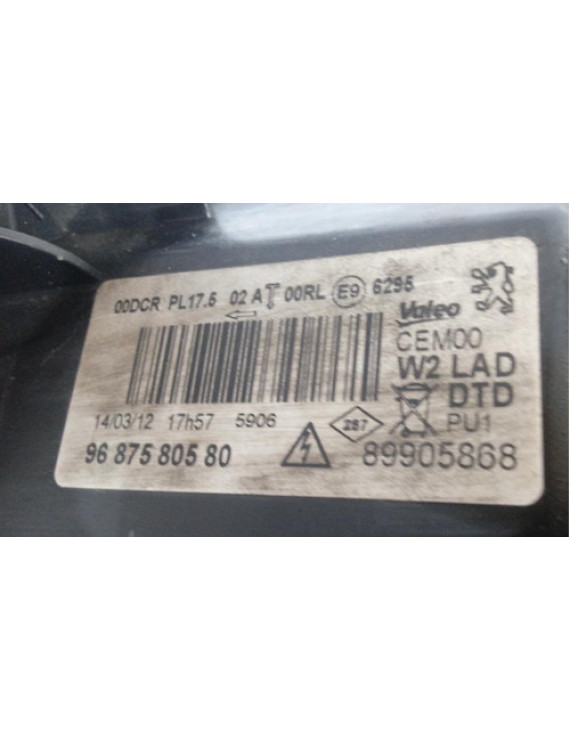 00DCR PL17.5 02 A 00RL E9 6295
Valeo
CEM00
W2 LAD
DTD
PU1
14/03/12 17h57 5906
287
96 875 805 80
89905868